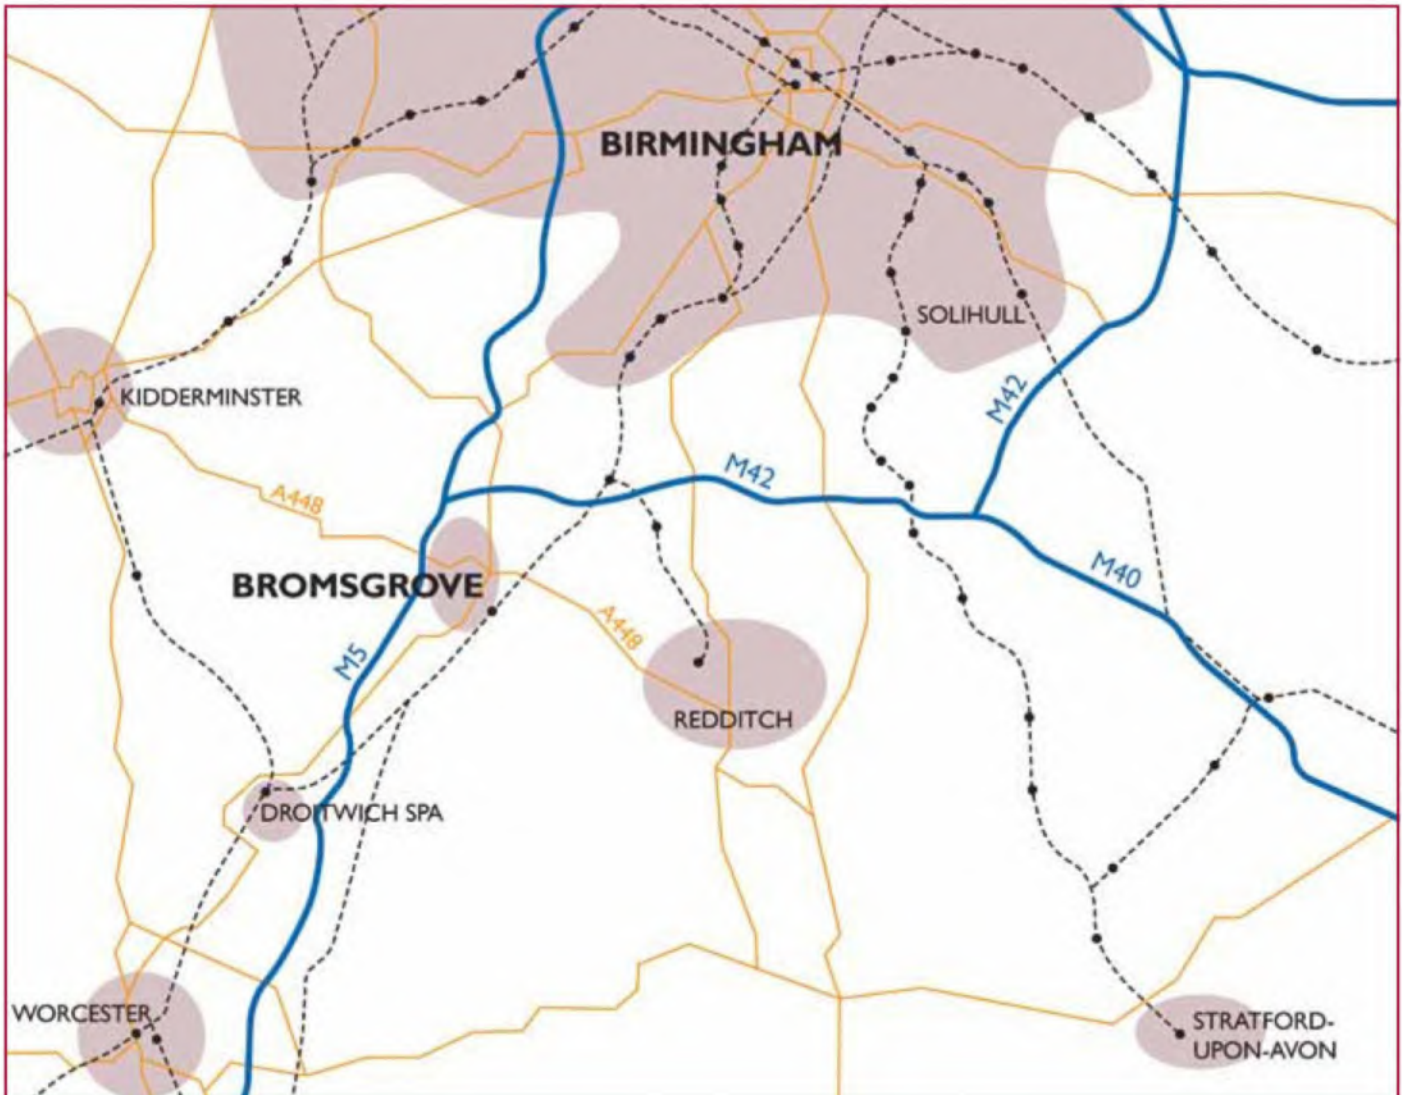 BIRMINGHAM
SOLIHULL
KIDDERMINSTER
M42
M42
A448
M40
BROMSGROVE
A448
M5
REDDITCH
DROITWICH SPA
WORCESTER
STRATFORD-
UPON-AVON